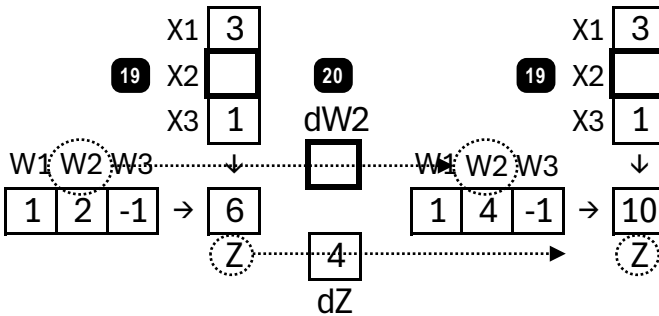 X1 3 X1 3
19 X2 20 19 X2
X3 1 dW2 X3 1
W1 W2 W3 ↓ W1 W2 W3 ↓
1 2 -1 → 6 1 4 -1 → 10
Z 4 Z
dZ